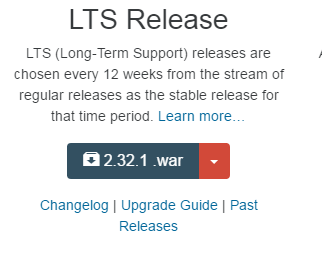 LTS Release
LTS (Long-Term Support) releases are
chosen every 12 weeks from the stream of
regular releases as the stable release for
that time period. Learn more…
2.32.1 .war
Changelog | Upgrade Guide | Past
Releases